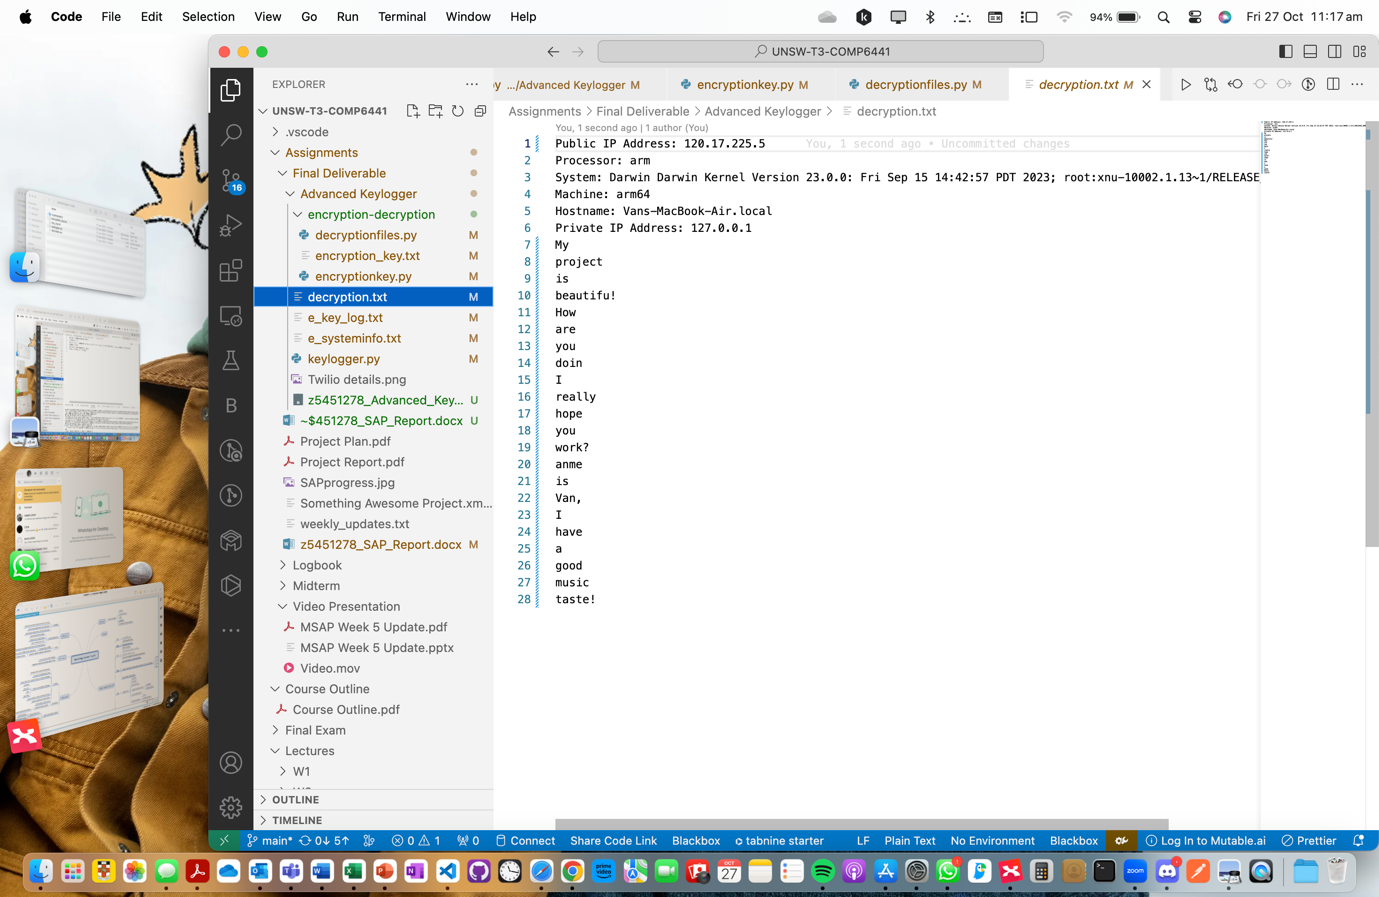 Code File Edit Selection View Go Run Terminal Window Help 94% Fri 27 Oct 11:17 am
UNSW-T3-COMP6441
EXPLORER
.../Advanced Keylogger M encryptionkey.py M decryptionfiles.py M decryption.txt M
UNSW-T3-COMP6441
Assignments > Final Deliverable > Advanced Keylogger > decryption.txt
.vscode
Assignments
Final Deliverable
Advanced Keylogger
encryption-decryption
decryptionfiles.py M
encryption_key.txt M
encryptionkey.py M
decryption.txt M
e_key_log.txt M
e_systeminfo.txt M
keylogger.py M
Twilio details.png
z5451278_Advanced_Key... U
~$451278_SAP_Report.docx U
Project Plan.pdf
Project Report.pdf
SAPprogress.jpg
Something Awesome Project.xm...
weekly_updates.txt
z5451278_SAP_Report.docx M
Logbook
Midterm
Video Presentation
MSAP Week 5 Update.pdf
MSAP Week 5 Update.pptx
Video.mov
Course Outline
Course Outline.pdf
Final Exam
Lectures
W1
OUTLINE
TIMELINE
16
You, 1 second ago | 1 author (You)
1 Public IP Address: 120.17.225.5 You, 1 second ago • Uncommitted changes
2 Processor: arm
3 System: Darwin Darwin Kernel Version 23.0.0: Fri Sep 15 14:42:57 PDT 2023; root:xnu-10002.1.13~1/RELEASE
4 Machine: arm64
5 Hostname: Vans-MacBook-Air.local
6 Private IP Address: 127.0.0.1
7 My
8 project
9 is
10 beautifu!
11 How
12 are
13 you
14 doin
15 I
16 really
17 hope
18 you
19 work?
20 anme
21 is
22 Van,
23 I
24 have
25 a
26 good
27 music
28 taste!
main* 0↓ 5↑ 0 1 0 Connect Share Code Link Blackbox tabnine starter LF Plain Text No Environment Blackbox Log In to Mutable.ai Prettier
OCT
27
prime video
zoom